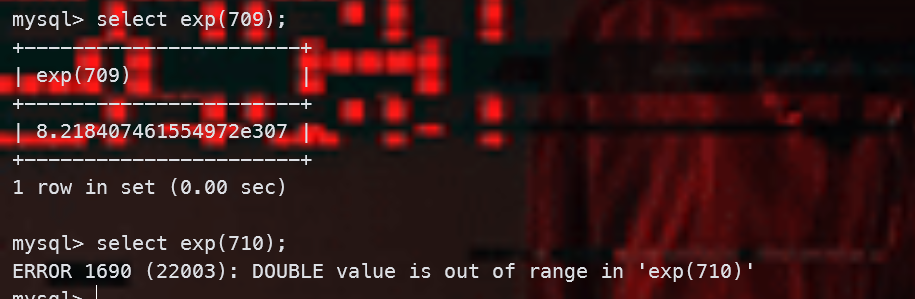 mysql> select exp(709);
+-----------------------+
| exp(709)              |
+-----------------------+
| 8.218407461554972e307 |
+-----------------------+
1 row in set (0.00 sec)
mysql> select exp(710);
ERROR 1690 (22003): DOUBLE value is out of range in 'exp(710)'
mysql>